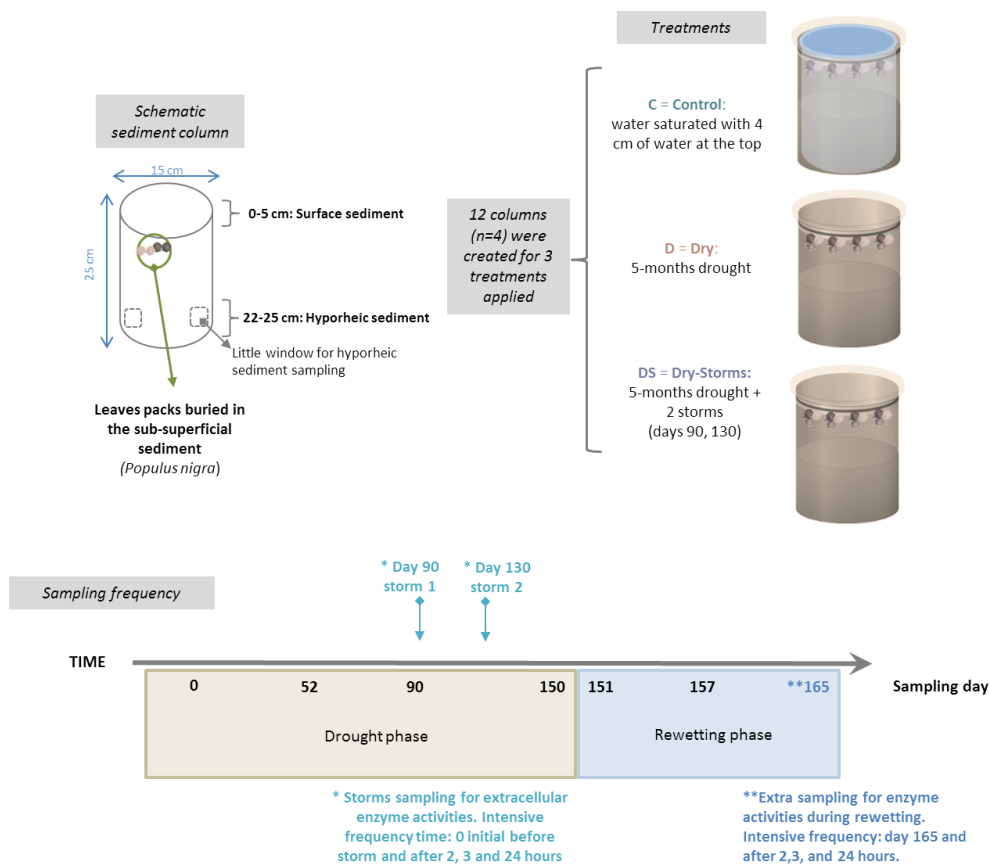 Schematic
sediment column
15 cm
25 cm
0-5 cm: Surface sediment
22-25 cm: Hyporheic sediment
Little window for hyporheic
sediment sampling
Leaves packs buried in
the sub-superficial
sediment
(Populus nigra)
12 columns
(n=4) were
created for 3
treatments
applied
Treatments
C = Control:
water saturated with 4
cm of water at the top
D = Dry:
5-months drought
DS = Dry-Storms:
5-months drought +
2 storms
(days 90, 130)
Sampling frequency
* Day 90
storm 1
* Day 130
storm 2
TIME
Sampling day
0 52 90 150 151 157 **165
Drought phase
Rewetting phase
* Storms sampling for extracellular
enzyme activities. Intensive
frequency time: 0 initial before
storm and after 2, 3 and 24 hours
**Extra sampling for enzyme
activities during rewetting.
Intensive frequency: day 165 and
after 2,3, and 24 hours.